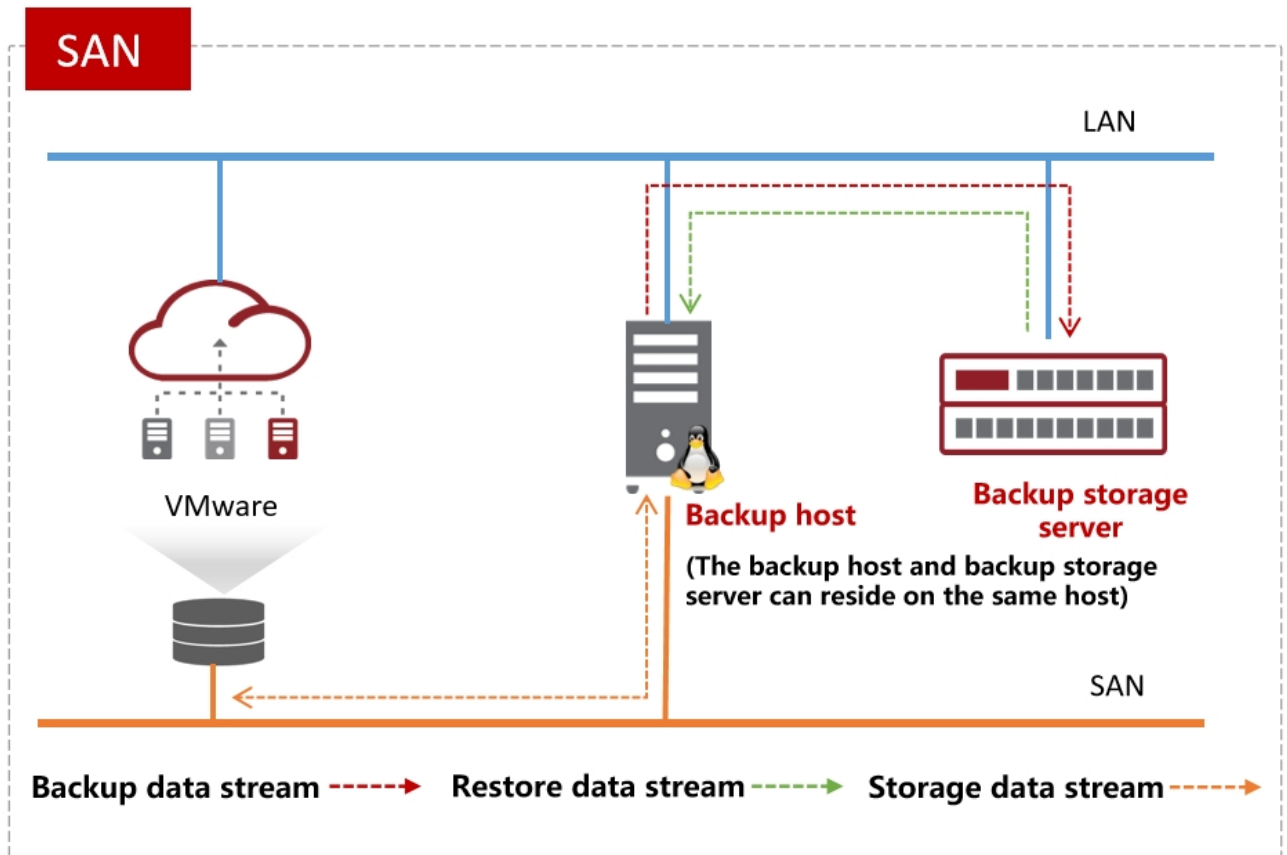 SAN
LAN
VMware
Backup host
(The backup host and backup storage
server can reside on the same host)
Backup storage
server
SAN
Backup data stream
Restore data stream
Storage data stream